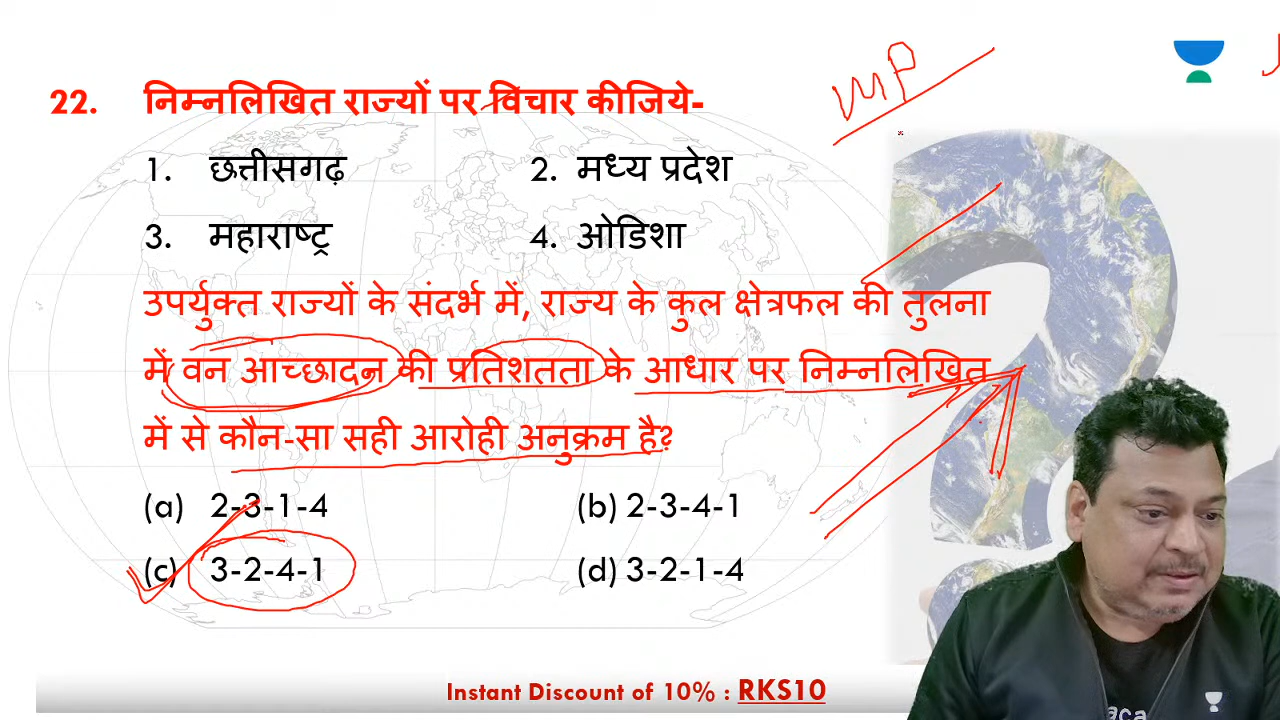 MP
22. निम्नलिखित राज्यों पर विचार कीजिये-
1. छत्तीसगढ़ 2. मध्य प्रदेश
3. महाराष्ट्र 4. ओडिशा
उपर्युक्त राज्यों के संदर्भ में, राज्य के कुल क्षेत्रफल की तुलना
में वन आच्छादन की प्रतिशतता के आधार पर निम्नलिखित
में से कौन-सा सही आरोही अनुक्रम है?
(a) 2-3-1-4 (b) 2-3-4-1
(c) 3-2-4-1 (d) 3-2-1-4
Instant Discount of 10% : RKS10